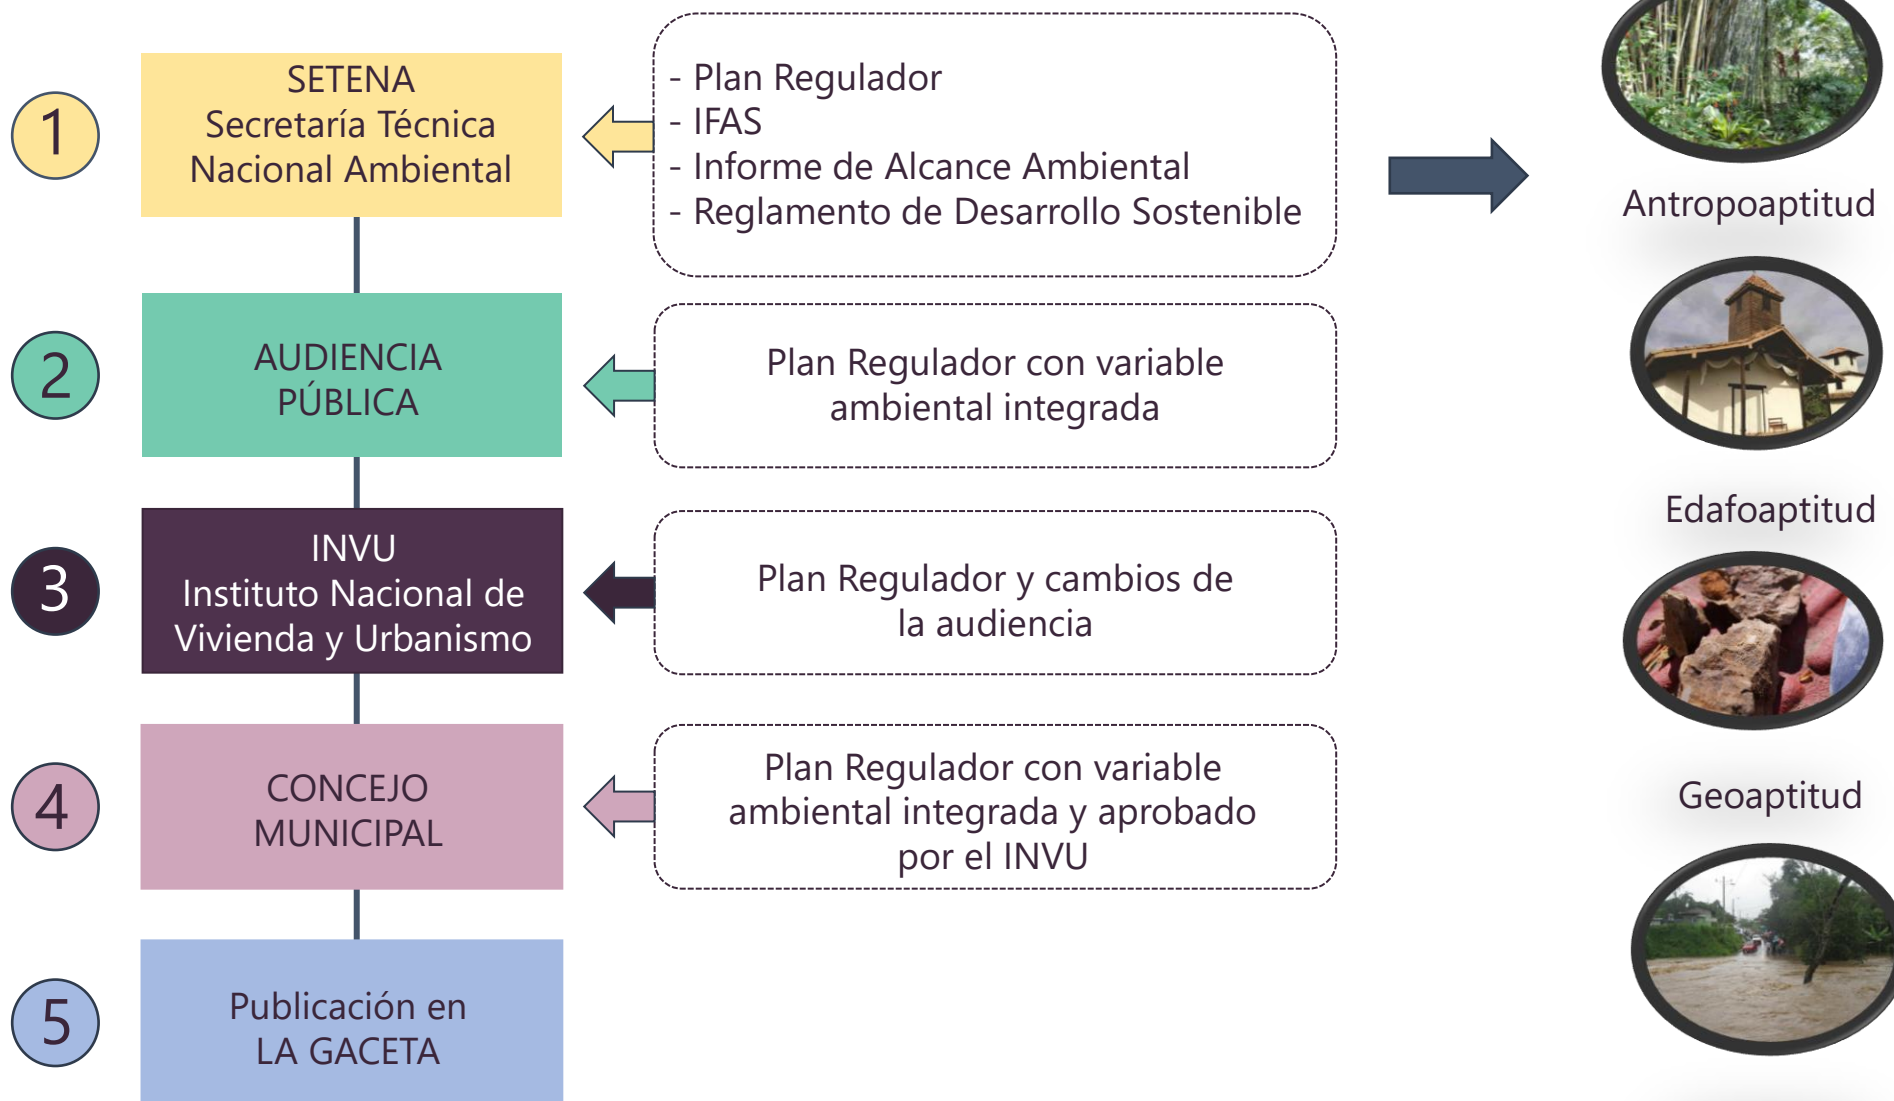 1
SETENA
Secretaría Técnica
Nacional Ambiental
- Plan Regulador
- IFAS
- Informe de Alcance Ambiental
- Reglamento de Desarrollo Sostenible
2
AUDIENCIA
PÚBLICA
Plan Regulador con variable
ambiental integrada
3
INVU
Instituto Nacional de
Vivienda y Urbanismo
Plan Regulador y cambios de
la audiencia
4
CONCEJO
MUNICIPAL
Plan Regulador con variable
ambiental integrada y aprobado
por el INVU
5
Publicación en
LA GACETA
Antropoaptitud
Edafoaptitud
Geoaptitud